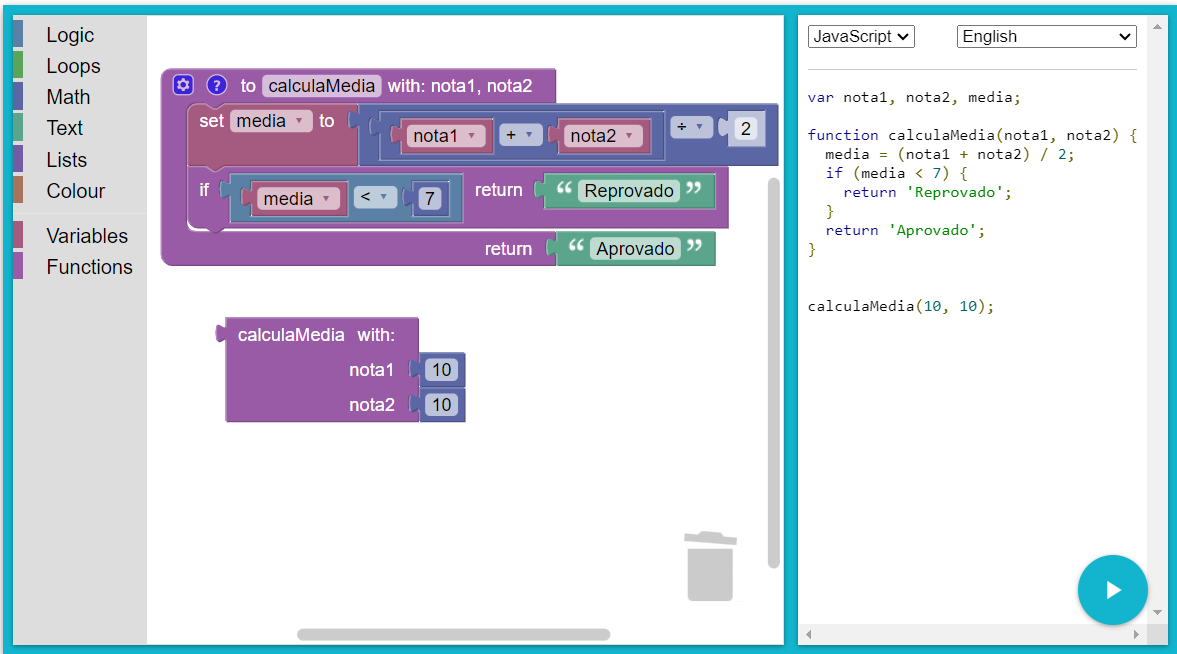 Logic
Loops
Math
Text
Lists
Colour
Variables
Functions
? to calculaMedia with: nota1, nota2
set media to nota1 + nota2 ÷ 2
if media < 7 return “ Reprovado ”
return “ Aprovado ”
calculaMedia with:
nota1 10
nota2 10
JavaScript English
var nota1, nota2, media;
function calculaMedia(nota1, nota2) {
media = (nota1 + nota2) / 2;
if (media < 7) {
return 'Reprovado';
}
return 'Aprovado';
}
calculaMedia(10, 10);